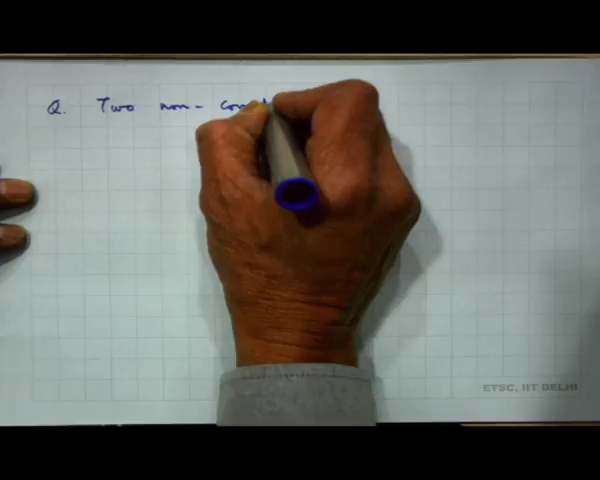 Q. Two non-
ETSC, IIT DELHI